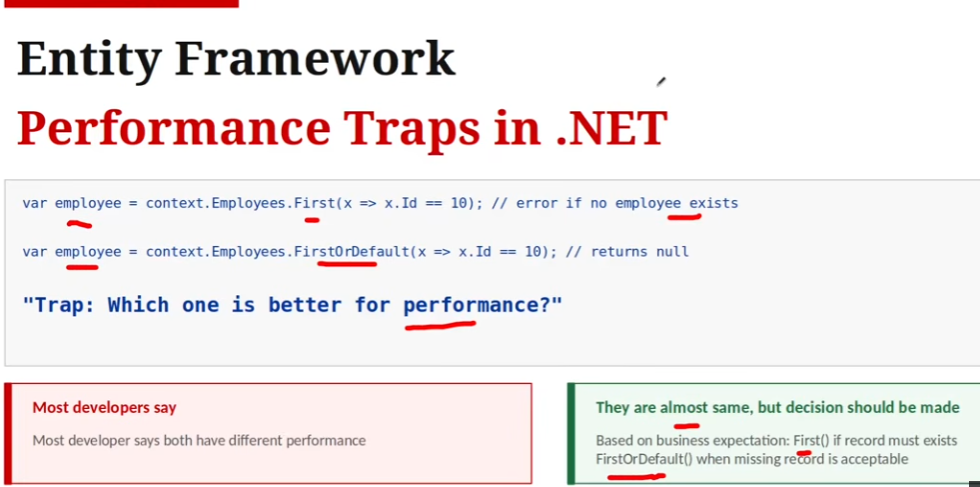 Entity Framework
Performance Traps in .NET
var employee = context.Employees.First(x => x.Id == 10); // error if no employee exists
var employee = context.Employees.FirstOrDefault(x => x.Id == 10); // returns null
"Trap: Which one is better for performance?"
Most developers say
Most developer says both have different performance
They are almost same, but decision should be made
Based on business expectation: First() if record must exists
FirstOrDefault() when missing record is acceptable